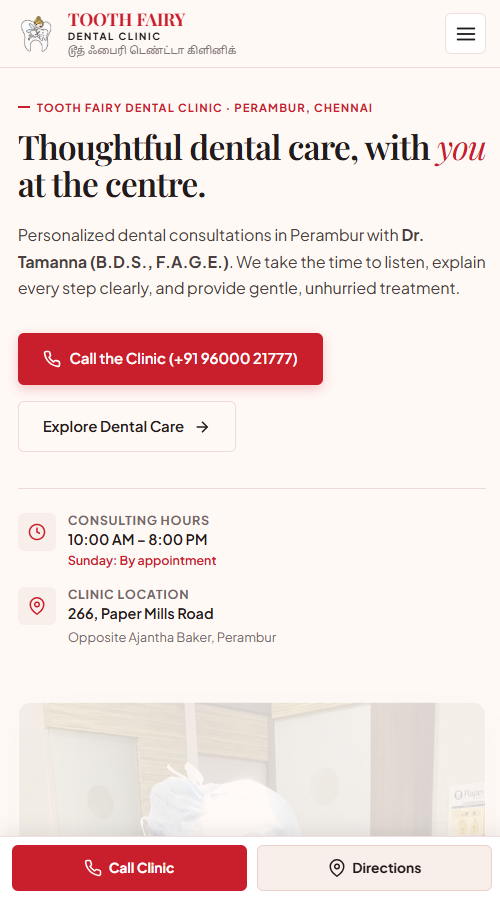 TOOTH FAIRY
DENTAL CLINIC
டூத் ஃபைரி டெண்ட்டா கிளினிக்
TOOTH FAIRY DENTAL CLINIC · PERAMBUR, CHENNAI
Thoughtful dental care, with you
at the centre.
Personalized dental consultations in Perambur with Dr.
Tamanna (B.D.S., F.A.G.E.). We take the time to listen, explain
every step clearly, and provide gentle, unhurried treatment.
Call the Clinic (+91 96000 21777)
Explore Dental Care
CONSULTING HOURS
10:00 AM – 8:00 PM
Sunday: By appointment
CLINIC LOCATION
266, Paper Mills Road
Opposite Ajantha Baker, Perambur
Call Clinic
Directions